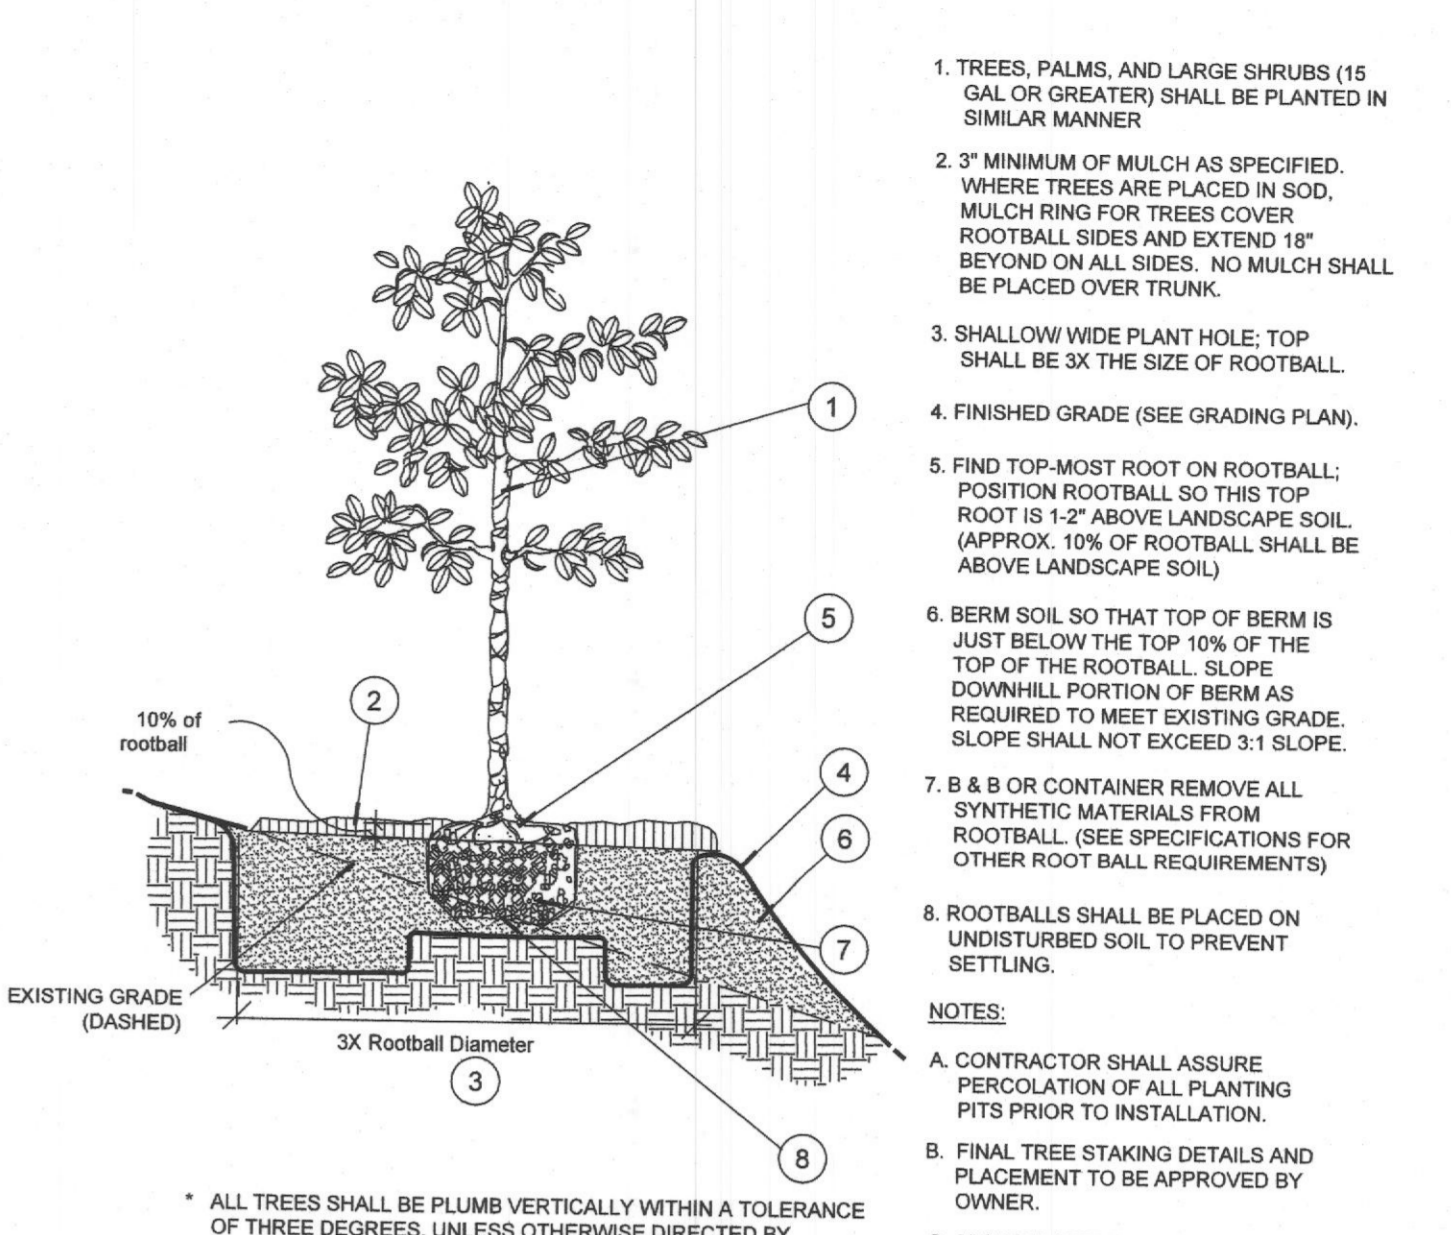 1. TREES, PALMS, AND LARGE SHRUBS (15
GAL OR GREATER) SHALL BE PLANTED IN
SIMILAR MANNER
2. 3" MINIMUM OF MULCH AS SPECIFIED.
WHERE TREES ARE PLACED IN SOD,
MULCH RING FOR TREES COVER
ROOTBALL SIDES AND EXTEND 18"
BEYOND ON ALL SIDES. NO MULCH SHALL
BE PLACED OVER TRUNK.
3. SHALLOW/ WIDE PLANT HOLE; TOP
SHALL BE 3X THE SIZE OF ROOTBALL.
4. FINISHED GRADE (SEE GRADING PLAN).
5. FIND TOP-MOST ROOT ON ROOTBALL;
POSITION ROOTBALL SO THIS TOP
ROOT IS 1-2" ABOVE LANDSCAPE SOIL.
(APPROX. 10% OF ROOTBALL SHALL BE
ABOVE LANDSCAPE SOIL)
6. BERM SOIL SO THAT TOP OF BERM IS
JUST BELOW THE TOP 10% OF THE
TOP OF THE ROOTBALL. SLOPE
DOWNHILL PORTION OF BERM AS
REQUIRED TO MEET EXISTING GRADE.
SLOPE SHALL NOT EXCEED 3:1 SLOPE.
7. B & B OR CONTAINER REMOVE ALL
SYNTHETIC MATERIALS FROM
ROOTBALL. (SEE SPECIFICATIONS FOR
OTHER ROOT BALL REQUIREMENTS)
8. ROOTBALLS SHALL BE PLACED ON
UNDISTURBED SOIL TO PREVENT
SETTLING.
NOTES:
A. CONTRACTOR SHALL ASSURE
PERCOLATION OF ALL PLANTING
PITS PRIOR TO INSTALLATION.
B. FINAL TREE STAKING DETAILS AND
PLACEMENT TO BE APPROVED BY
OWNER.
1
5
2
10% of
rootball
4
6
7
EXISTING GRADE
(DASHED)
3X Rootball Diameter
3
8
* ALL TREES SHALL BE PLUMB VERTICALLY WITHIN A TOLERANCE
OF THREE DEGREES, UNLESS OTHERWISE DIRECTED BY